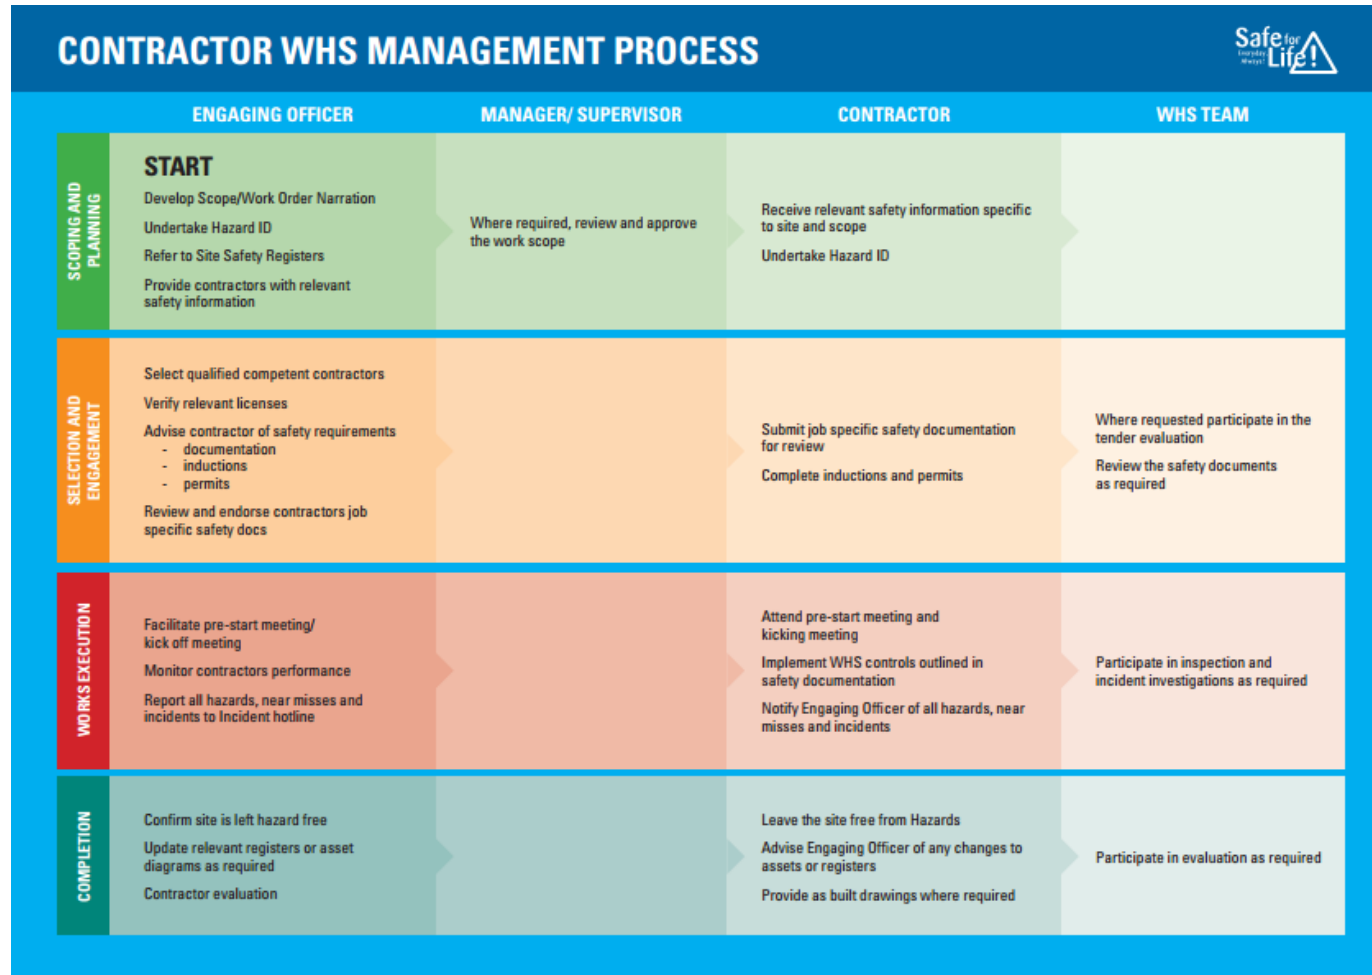 CONTRACTOR WHS MANAGEMENT PROCESS
Safe for
Everyday
Always!
Life!
ENGAGING OFFICER
MANAGER/ SUPERVISOR
CONTRACTOR
WHS TEAM
SCOPING AND
PLANNING
START
Develop Scope/Work Order Narration
Undertake Hazard ID
Refer to Site Safety Registers
Provide contractors with relevant
safety information
Where required, review and approve
the work scope
Receive relevant safety information specific
to site and scope
Undertake Hazard ID
SELECTION AND
ENGAGEMENT
Select qualified competent contractors
Verify relevant licenses
Advise contractor of safety requirements
- documentation
- inductions
- permits
Review and endorse contractors job
specific safety docs
Submit job specific safety documentation
for review
Complete inductions and permits
Where requested participate in the
tender evaluation
Review the safety documents
as required
WORKS EXECUTION
Facilitate pre-start meeting/
kick off meeting
Monitor contractors performance
Report all hazards, near misses and
incidents to Incident hotline
Attend pre-start meeting and
kicking meeting
Implement WHS controls outlined in
safety documentation
Notify Engaging Officer of all hazards, near
misses and incidents
Participate in inspection and
incident investigations as required
COMPLETION
Confirm site is left hazard free
Update relevant registers or asset
diagrams as required
Contractor evaluation
Leave the site free from Hazards
Advise Engaging Officer of any changes to
assets or registers
Provide as built drawings where required
Participate in evaluation as required